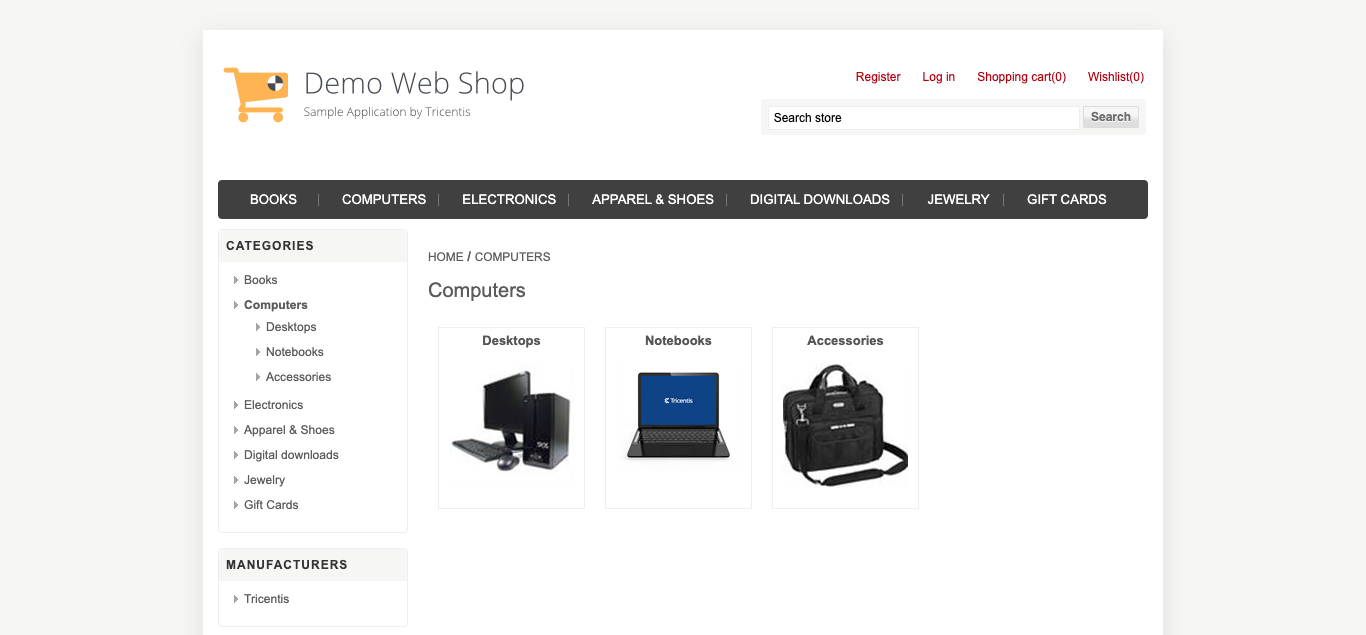 Demo Web Shop
Sample Application by Tricentis
Register Log in Shopping cart(0) Wishlist(0)
Search store Search
BOOKS COMPUTERS ELECTRONICS APPAREL & SHOES DIGITAL DOWNLOADS JEWELRY GIFT CARDS
CATEGORIES
Books
Computers
Desktops
Notebooks
Accessories
Electronics
Apparel & Shoes
Digital downloads
Jewelry
Gift Cards
MANUFACTURERS
Tricentis
HOME / COMPUTERS
Computers
Desktops Notebooks Accessories
Tricentis